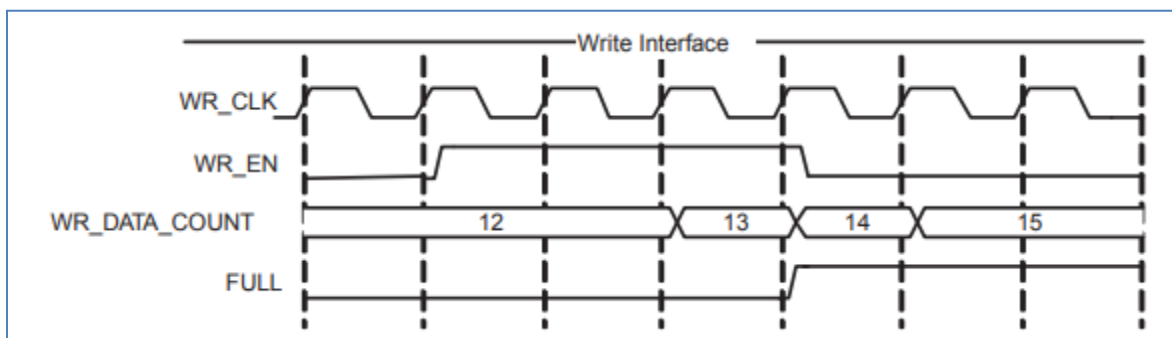 Write Interface
WR_CLK
WR_EN
WR_DATA_COUNT 12 13 14 15
FULL